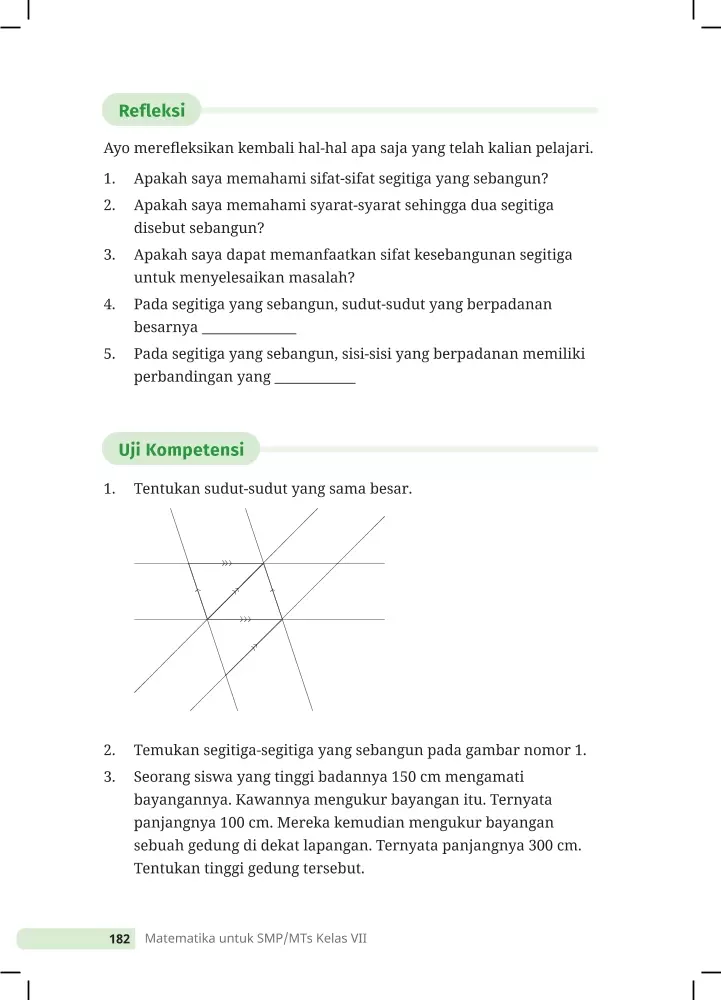 Refleksi
Ayo merefleksikan kembali hal-hal apa saja yang telah kalian pelajari.
1. Apakah saya memahami sifat-sifat segitiga yang sebangun?
2. Apakah saya memahami syarat-syarat sehingga dua segitiga
disebut sebangun?
3. Apakah saya dapat memanfaatkan sifat kesebangunan segitiga
untuk menyelesaikan masalah?
4. Pada segitiga yang sebangun, sudut-sudut yang berpadanan
besarnya ______________
5. Pada segitiga yang sebangun, sisi-sisi yang berpadanan memiliki
perbandingan yang ____________
Uji Kompetensi
1. Tentukan sudut-sudut yang sama besar.
2. Temukan segitiga-segitiga yang sebangun pada gambar nomor 1.
3. Seorang siswa yang tinggi badannya 150 cm mengamati
bayangannya. Kawannya mengukur bayangan itu. Ternyata
panjangnya 100 cm. Mereka kemudian mengukur bayangan
sebuah gedung di dekat lapangan. Ternyata panjangnya 300 cm.
Tentukan tinggi gedung tersebut.
182 Matematika untuk SMP/MTs Kelas VII